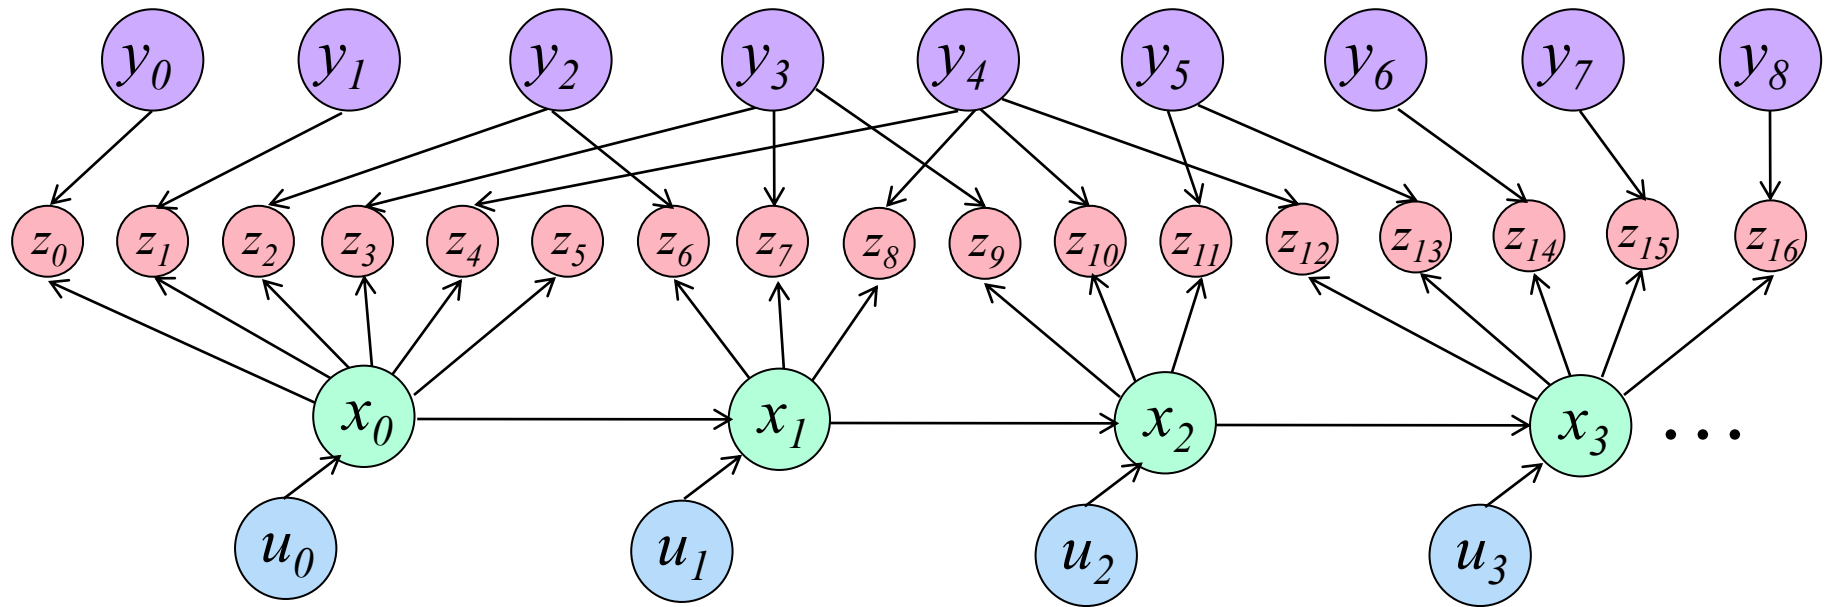 y0 y1 y2 y3 y4 y5 y6 y7 y8
z0 z1 z2 z3 z4 z5 z6 z7 z8 z9 z10 z11 z12 z13 z14 z15 z16
x0 x1 x2 x3 ...
u0 u1 u2 u3